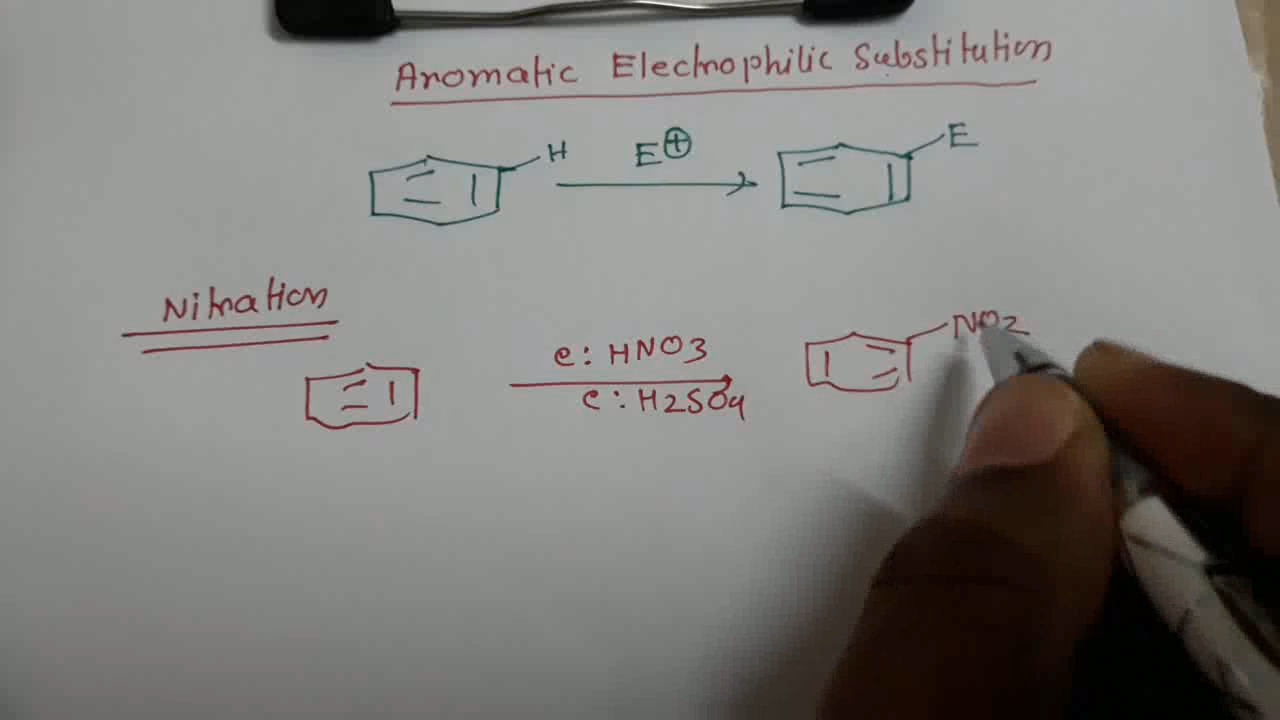 Aromatic Electrophilic Substitution
H E⊕ E
Nitration
c: HNO3
c: H2SO4
NO2